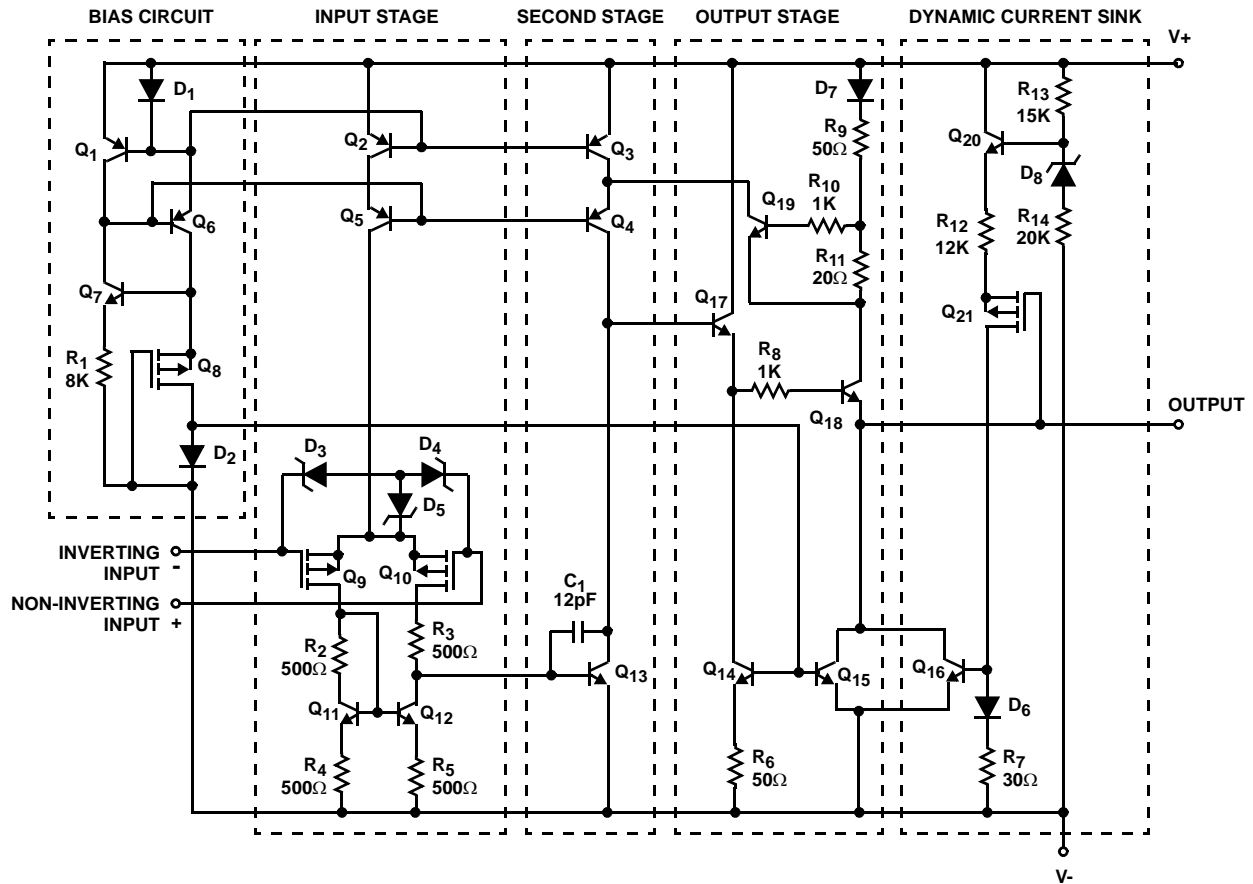 BIAS CIRCUIT
INPUT STAGE
SECOND STAGE
OUTPUT STAGE
DYNAMIC CURRENT SINK
V+
D1
D7
R13
15K
Q1
Q2
Q3
R9
50Ω
Q20
D8
Q6
Q5
Q4
Q19
R10
1K
R12
12K
R14
20K
Q7
R11
20Ω
Q17
Q21
R1
8K
Q8
R8
1K
Q18
OUTPUT
D2
D3
D4
D5
INVERTING
INPUT -
Q9
Q10
NON-INVERTING
INPUT +
C1
12pF
R2
500Ω
R3
500Ω
Q13
Q14
Q15
Q16
Q11
Q12
D6
R4
500Ω
R5
500Ω
R6
50Ω
R7
30Ω
V-